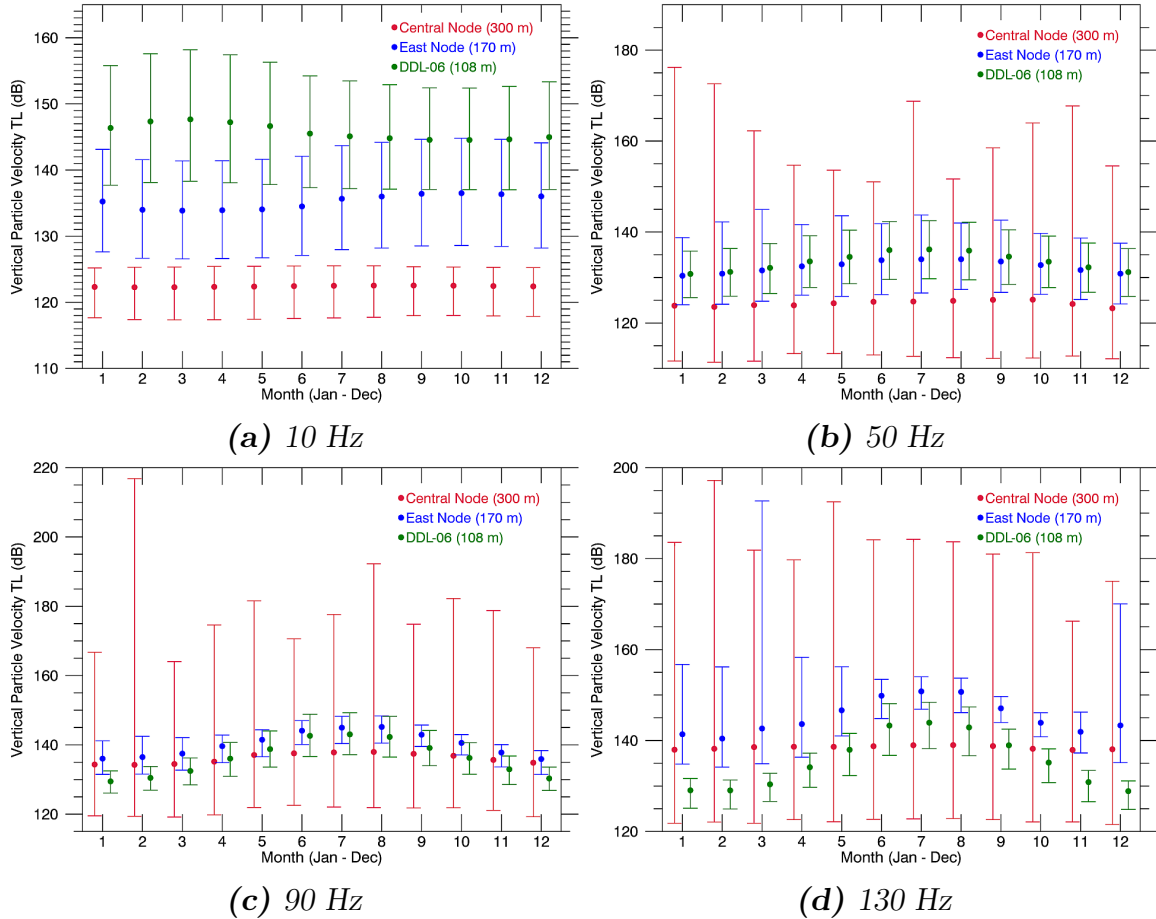 160
150
140
130
120
110
Vertical Particle Velocity TL (dB)
Central Node (300 m)
East Node (170 m)
DDL-06 (108 m)
1 2 3 4 5 6 7 8 9 10 11 12
Month (Jan - Dec)
(a) 10 Hz
180
160
140
120
Vertical Particle Velocity TL (dB)
Central Node (300 m)
East Node (170 m)
DDL-06 (108 m)
1 2 3 4 5 6 7 8 9 10 11 12
Month (Jan - Dec)
(b) 50 Hz
220
200
180
160
140
120
Vertical Particle Velocity TL (dB)
Central Node (300 m)
East Node (170 m)
DDL-06 (108 m)
1 2 3 4 5 6 7 8 9 10 11 12
Month (Jan - Dec)
(c) 90 Hz
200
180
160
140
120
Vertical Particle Velocity TL (dB)
Central Node (300 m)
East Node (170 m)
DDL-06 (108 m)
1 2 3 4 5 6 7 8 9 10 11 12
Month (Jan - Dec)
(d) 130 Hz